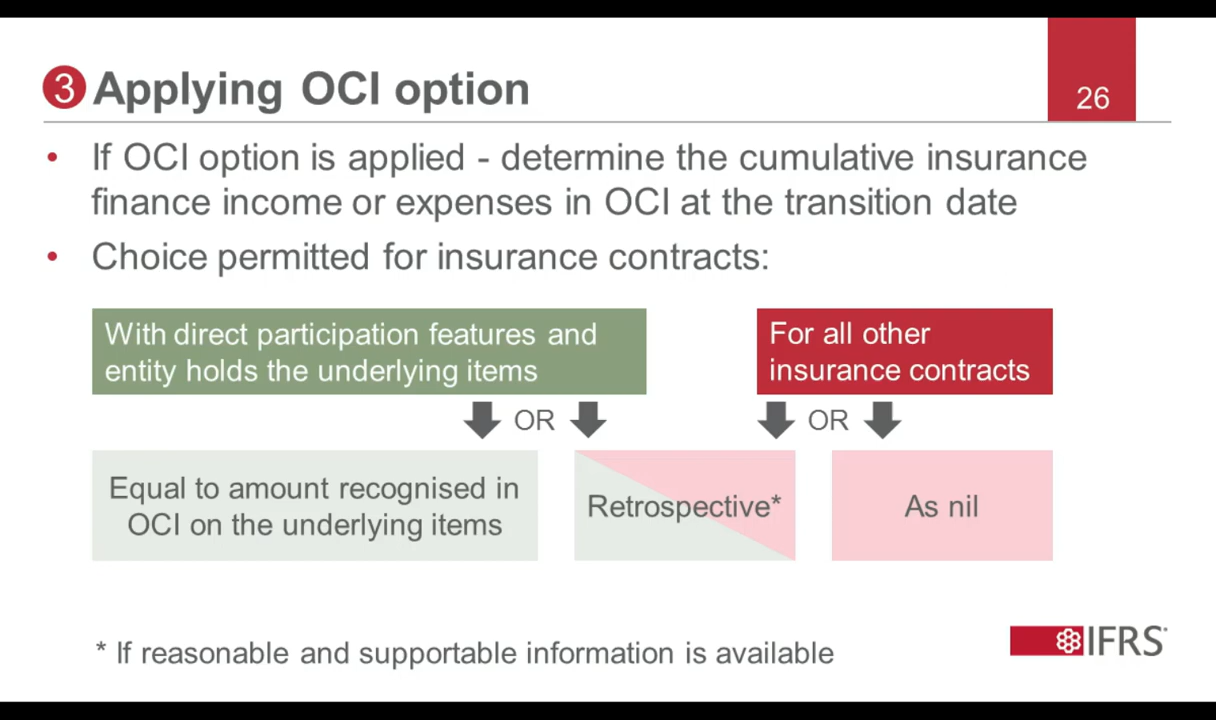 3 Applying OCI option
26
• If OCI option is applied - determine the cumulative insurance
finance income or expenses in OCI at the transition date
• Choice permitted for insurance contracts:
With direct participation features and
entity holds the underlying items
For all other
insurance contracts
OR
OR
Equal to amount recognised in
OCI on the underlying items
Retrospective*
As nil
* If reasonable and supportable information is available
IFRS